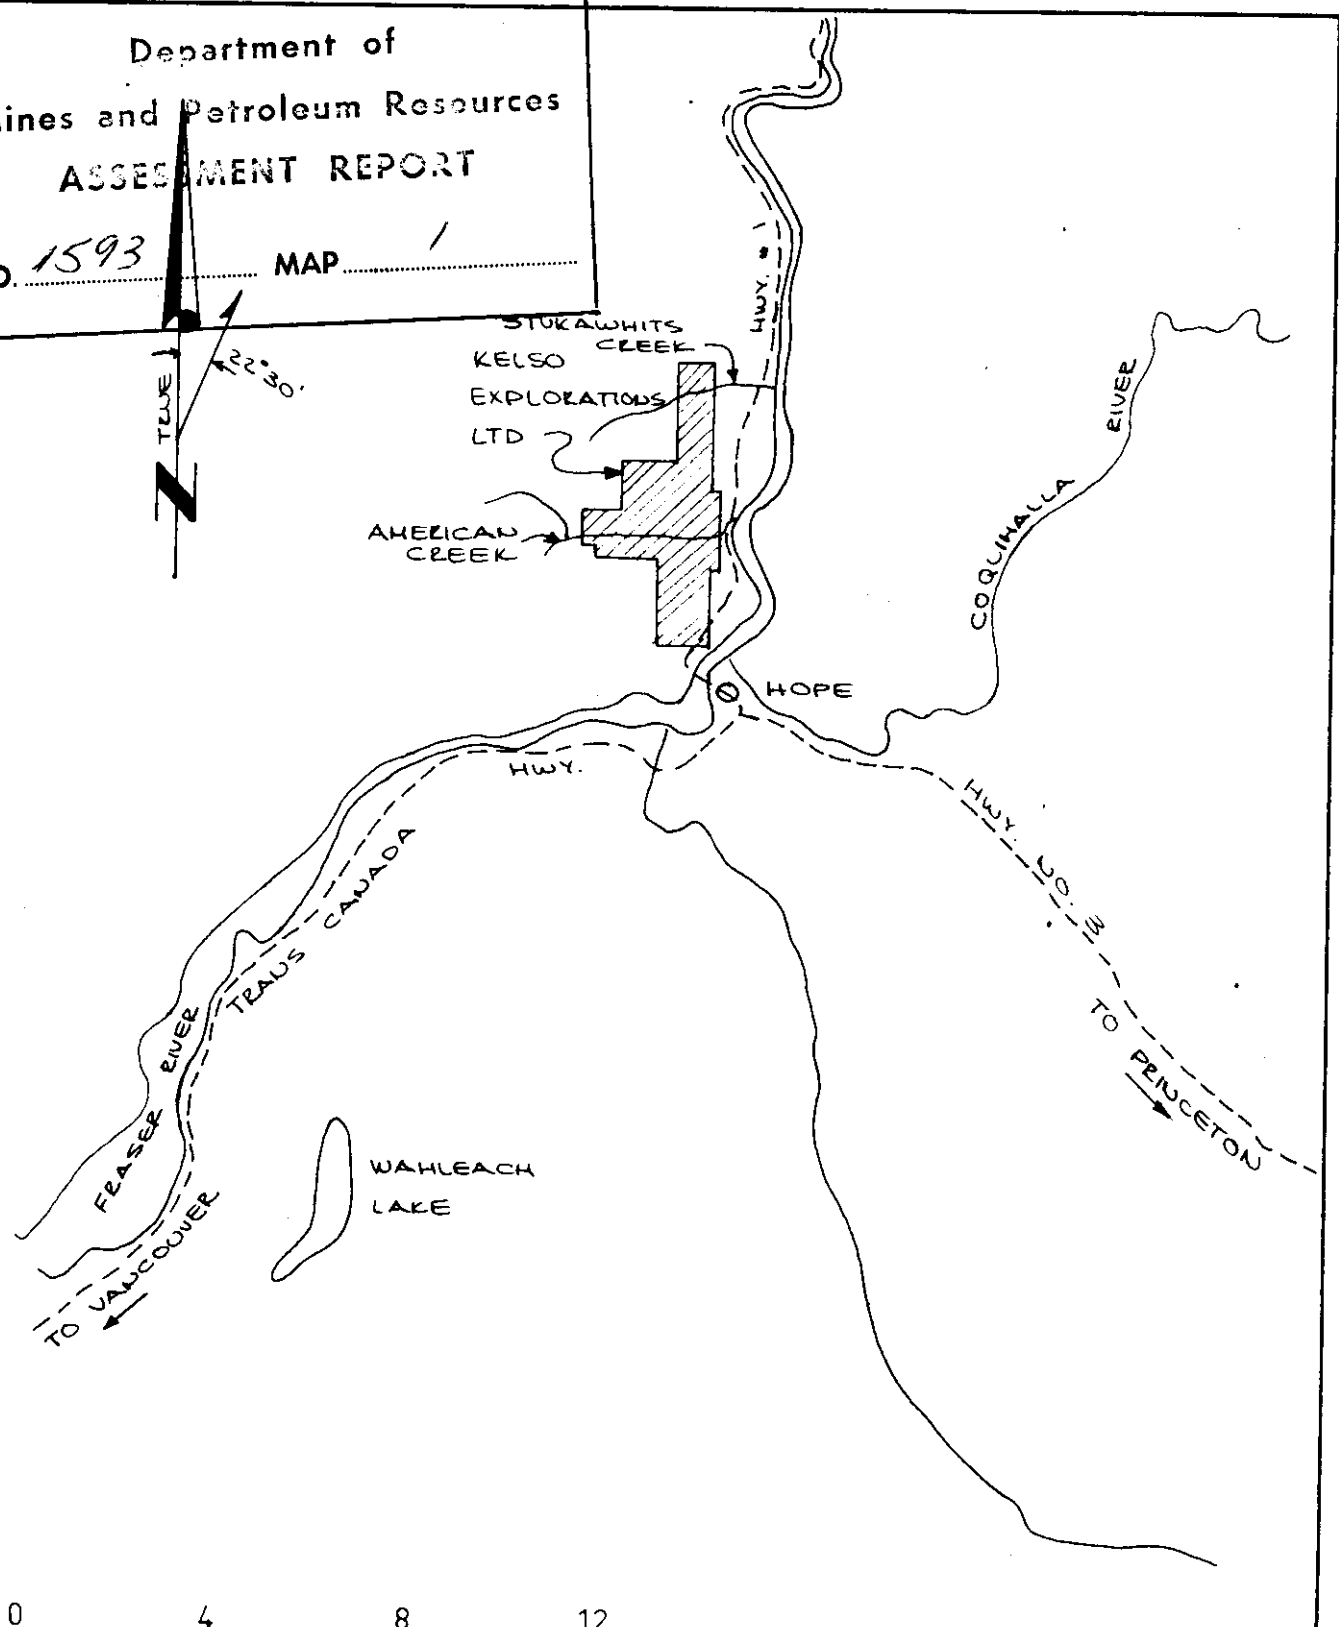 Department of
ines and Petroleum Resources
ASSESSMENT REPORT
O. 1593 MAP 1
TRUE
N
22°30'
STUKAWHITS
CREEK
KELSO
EXPLORATIONS
LTD
AMERICAN
CREEK
HWY. 1
COQUIHALLA RIVER
HOPE
HWY.
TRANS CANADA
HWY. NO. 3
TO PRINCETON
FRASER RIVER
TO VANCOUVER
WAHLEACH
LAKE
0 4 8 12